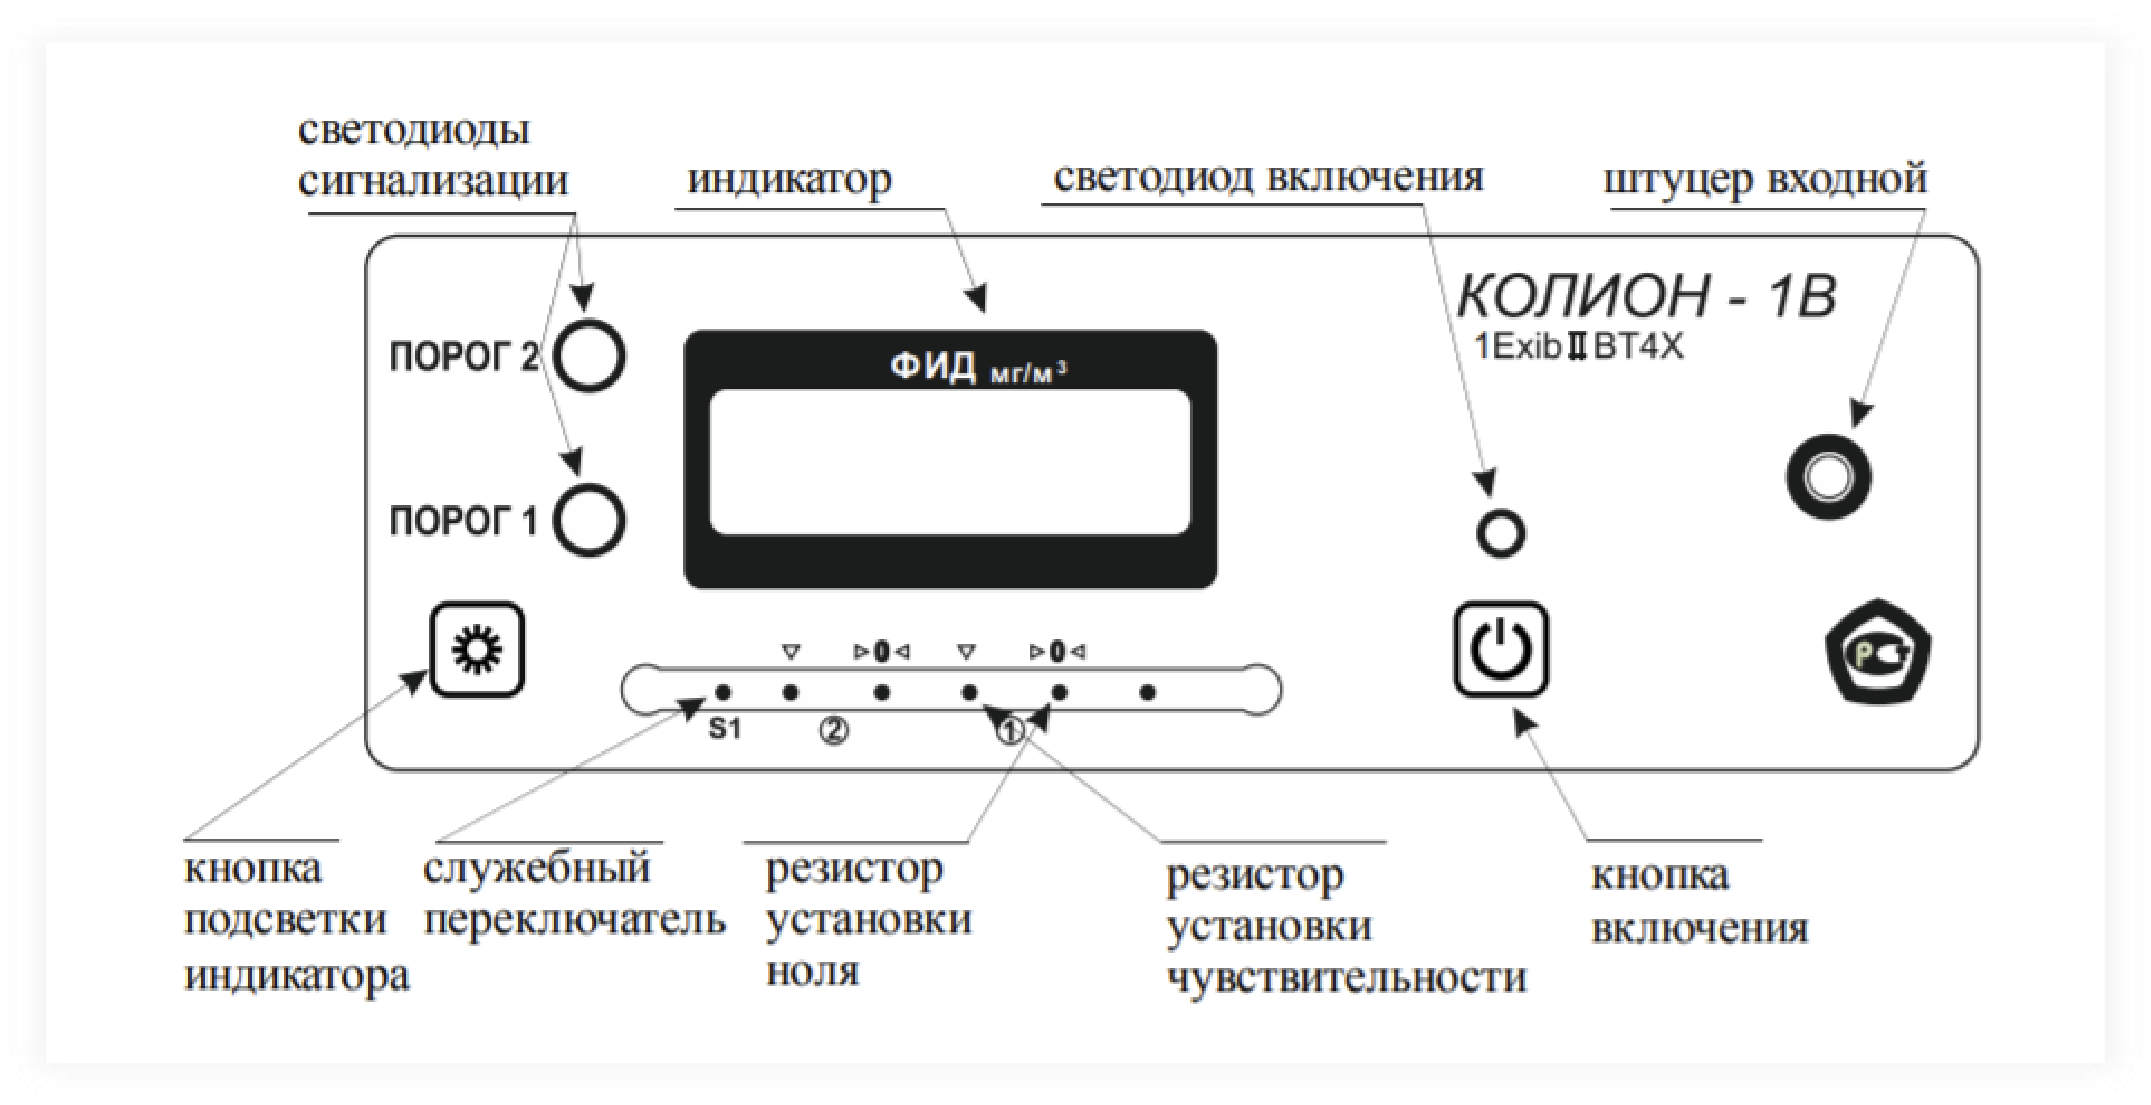 светодиоды
сигнализации
индикатор
светодиод включения
штуцер входной
КОЛИОН - 1В
1ExibIIBT4X
ПОРОГ 2
ФИД мг/м³
ПОРОГ 1
▽ ▷0◁ ▽ ▷0◁
S1 ② ①
РСТ
кнопка
подсветки
индикатора
служебный
переключатель
резистор
установки
ноля
резистор
установки
чувствительности
кнопка
включения